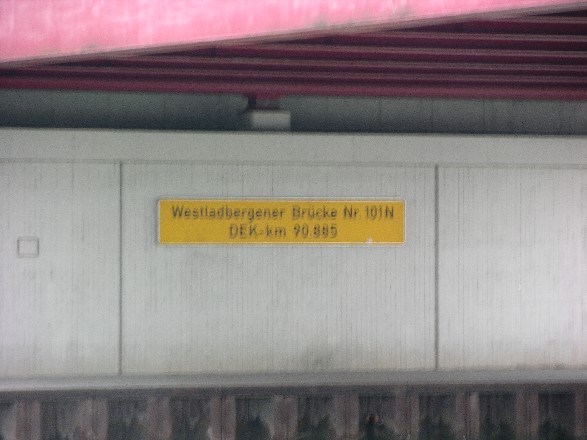 Westladbergener Brücke Nr. 101N
DEK-km 90,885